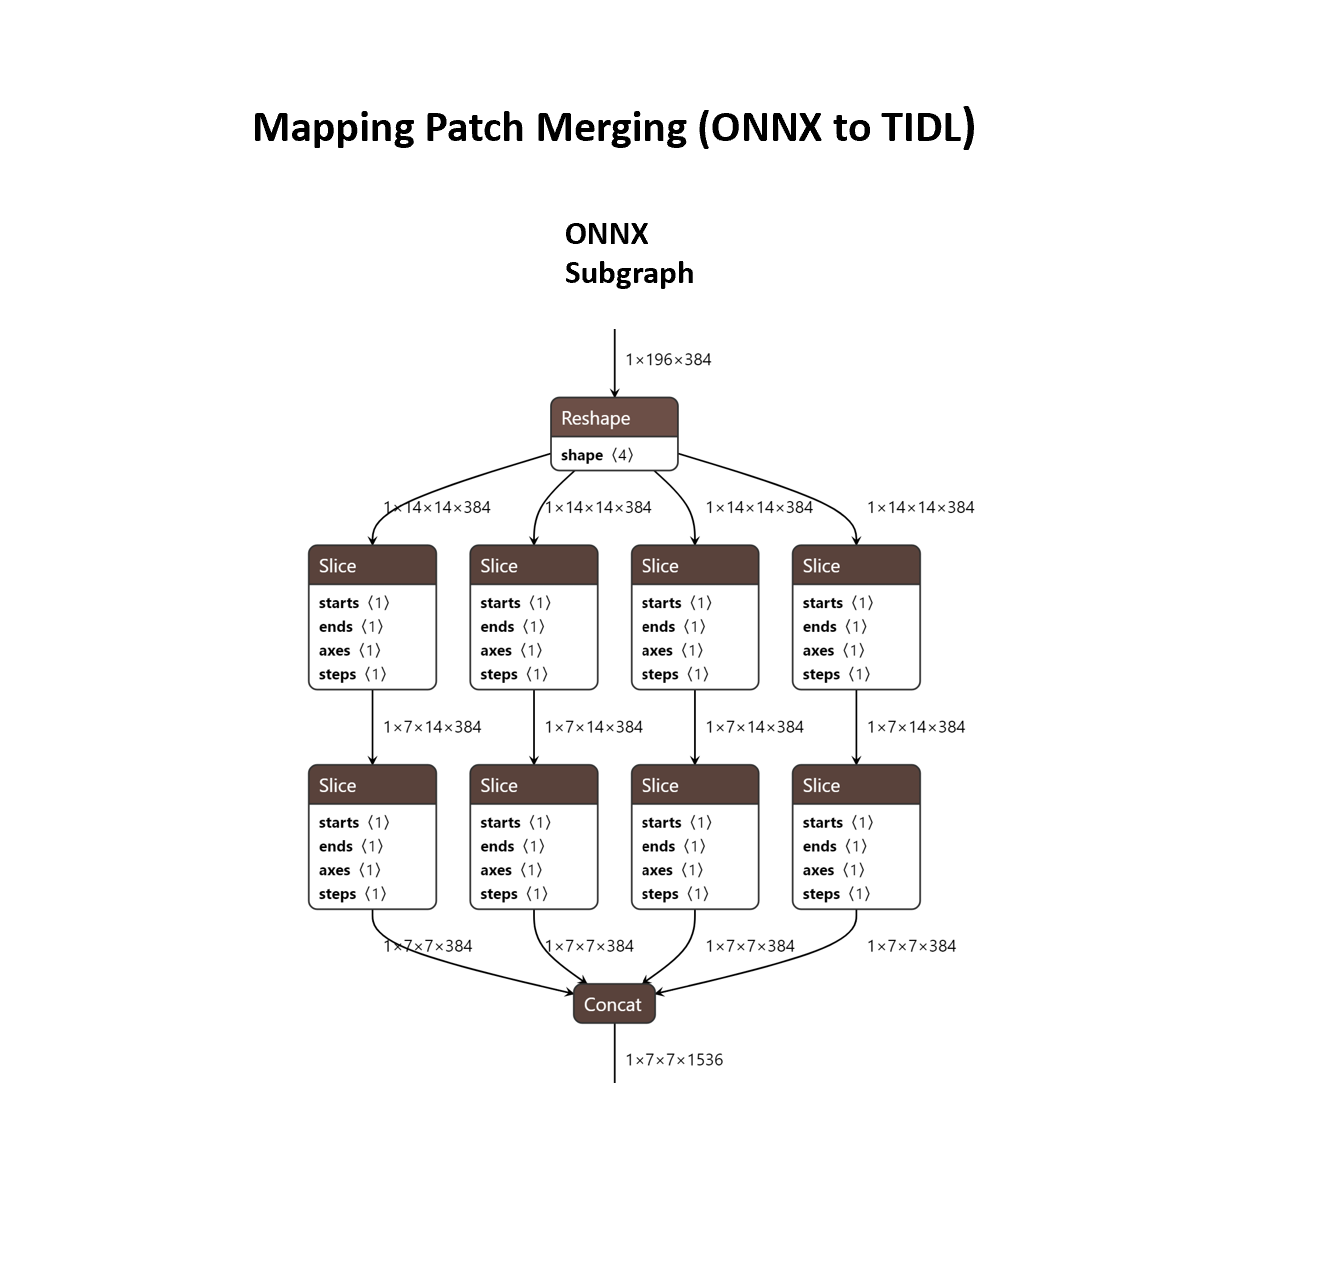 Mapping Patch Merging (ONNX to TIDL)
ONNX
Subgraph
1×196×384
Reshape
shape ⟨4⟩
1×14×14×384 1×14×14×384 1×14×14×384 1×14×14×384
Slice Slice Slice Slice
starts ⟨1⟩ starts ⟨1⟩ starts ⟨1⟩ starts ⟨1⟩
ends ⟨1⟩ ends ⟨1⟩ ends ⟨1⟩ ends ⟨1⟩
axes ⟨1⟩ axes ⟨1⟩ axes ⟨1⟩ axes ⟨1⟩
steps ⟨1⟩ steps ⟨1⟩ steps ⟨1⟩ steps ⟨1⟩
1×7×14×384 1×7×14×384 1×7×14×384 1×7×14×384
Slice Slice Slice Slice
starts ⟨1⟩ starts ⟨1⟩ starts ⟨1⟩ starts ⟨1⟩
ends ⟨1⟩ ends ⟨1⟩ ends ⟨1⟩ ends ⟨1⟩
axes ⟨1⟩ axes ⟨1⟩ axes ⟨1⟩ axes ⟨1⟩
steps ⟨1⟩ steps ⟨1⟩ steps ⟨1⟩ steps ⟨1⟩
1×7×7×384 1×7×7×384 1×7×7×384 1×7×7×384
Concat
1×7×7×1536